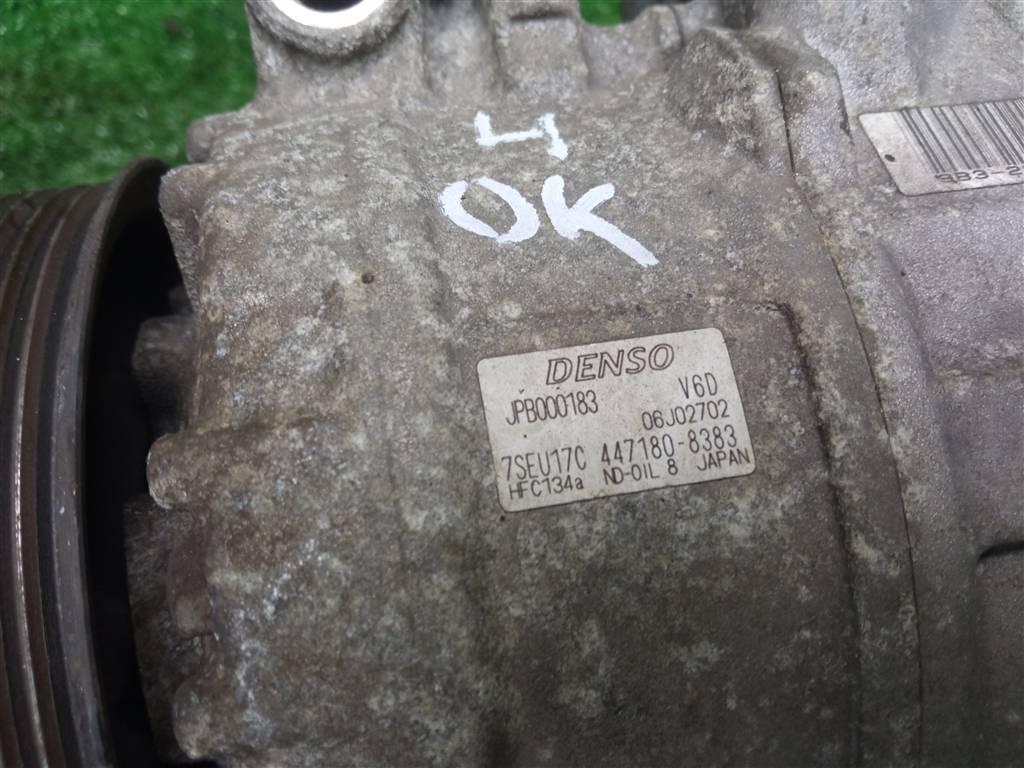 4
OK
DENSO
JPB000183 V6D
06J02702
7SEU17C 447180-8383
HFC134a ND-OIL 8 JAPAN